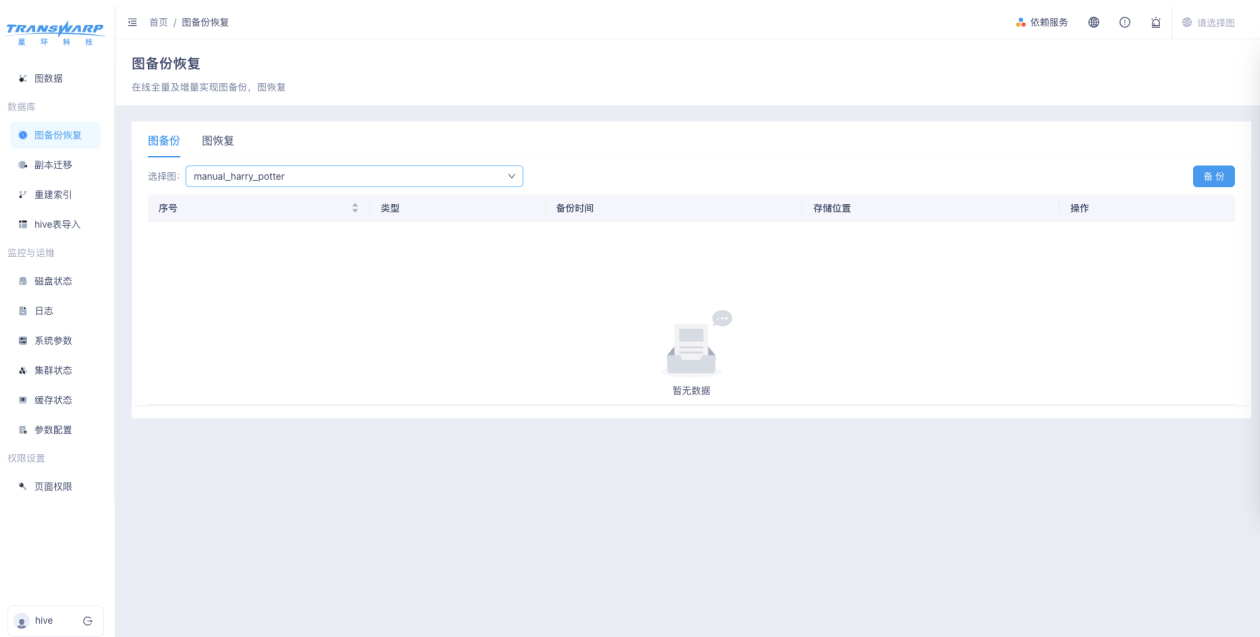 TRANSWARP
星 环 科 技
首页 / 图备份恢复
依赖服务
请选择图
图备份恢复
在线全量及增量实现图备份，图恢复
图数据
数据库
图备份恢复
副本迁移
重建索引
hive表导入
监控与运维
磁盘状态
日志
系统参数
集群状态
缓存状态
参数配置
权限设置
页面权限
hive
图备份 图恢复
选择图: manual_harry_potter
备 份
序号 类型 备份时间 存储位置 操作
暂无数据